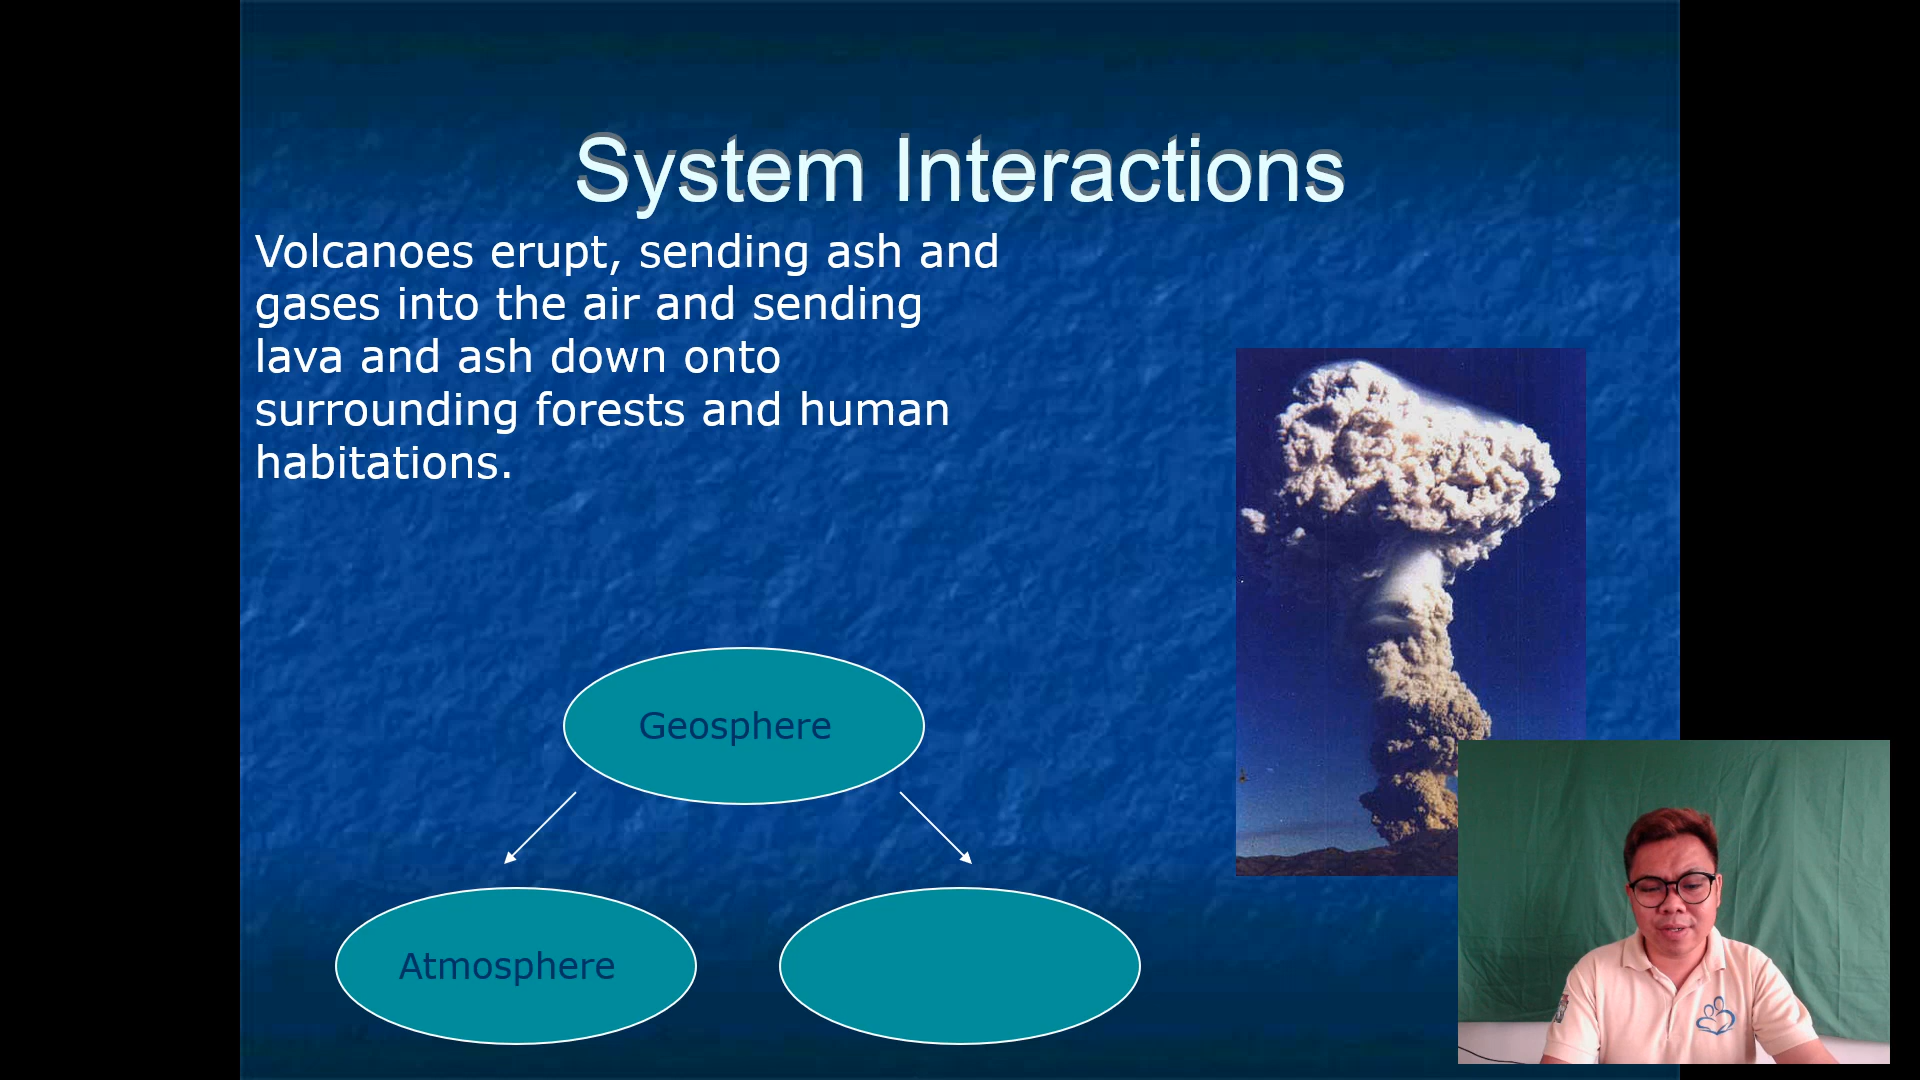 System Interactions
Volcanoes erupt, sending ash and
gases into the air and sending
lava and ash down onto
surrounding forests and human
habitations.
Geosphere
Atmosphere